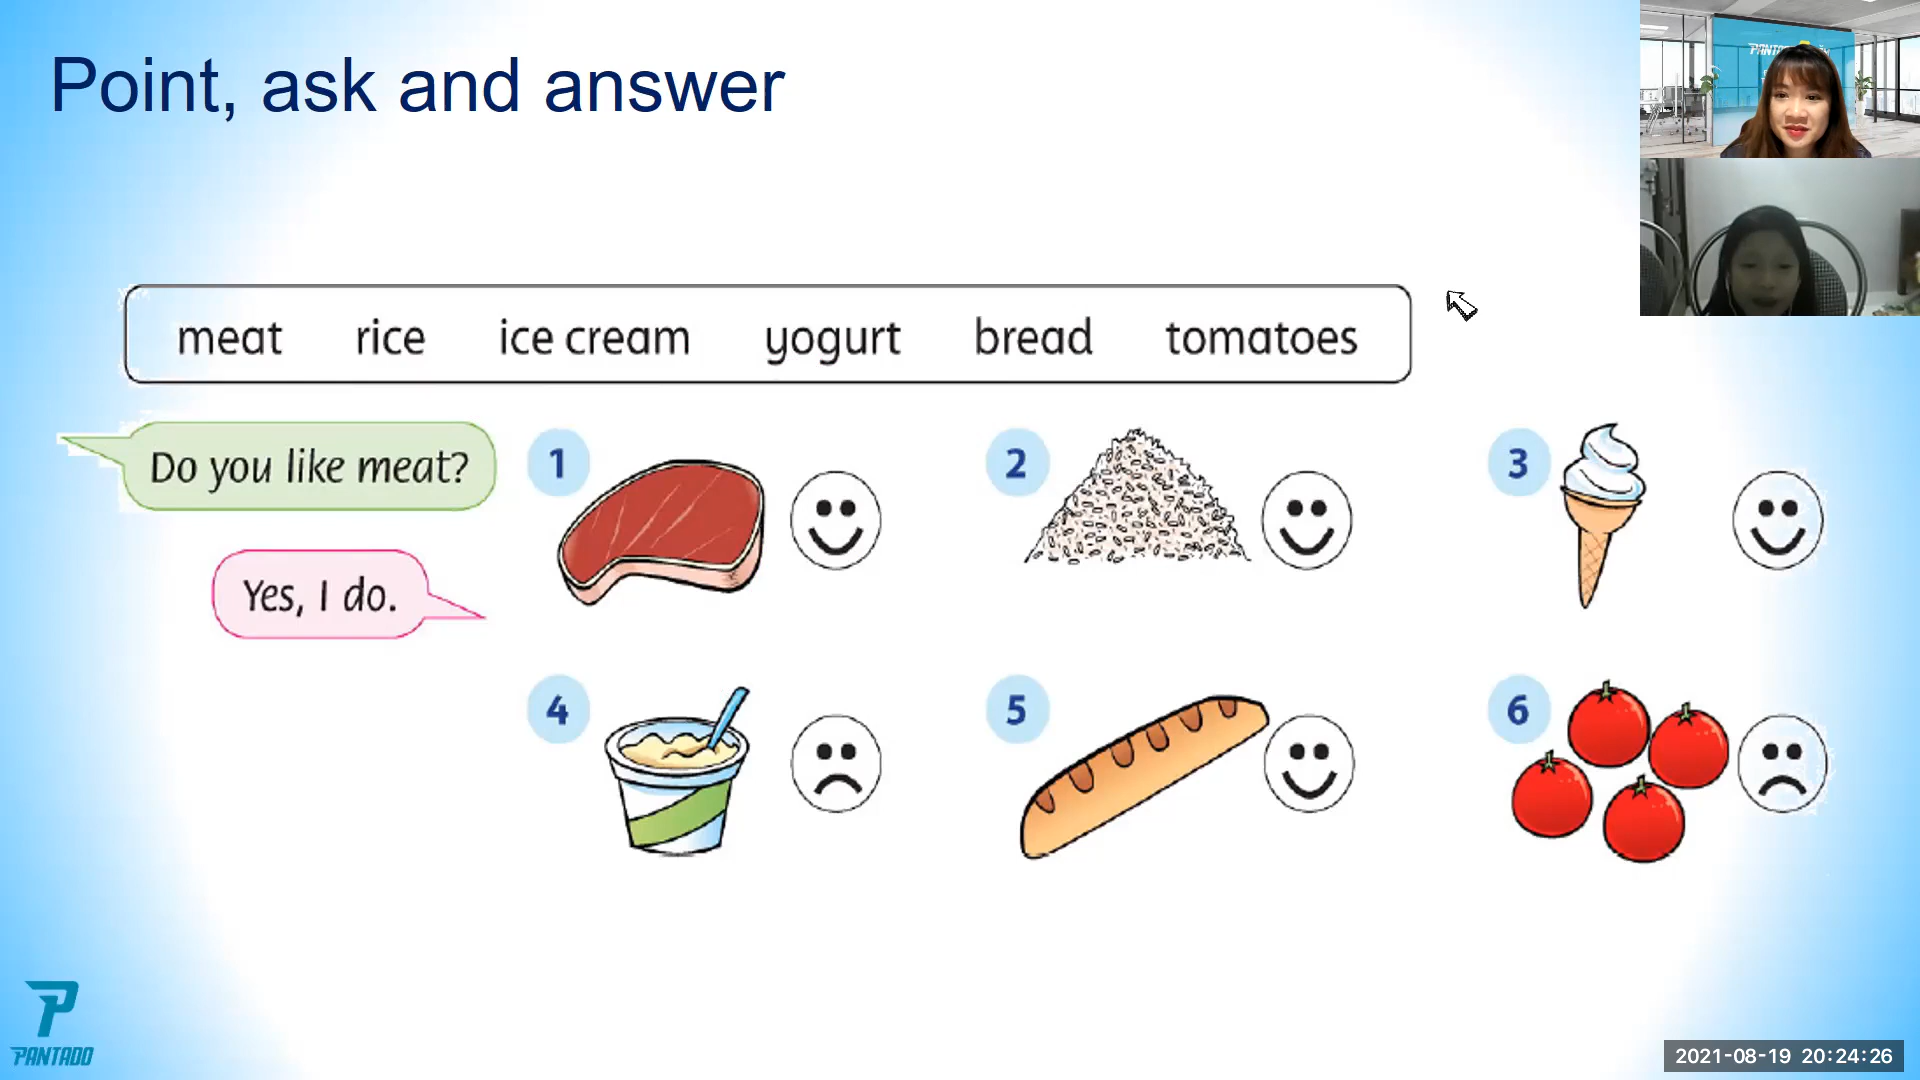 Point, ask and answer
meat rice ice cream yogurt bread tomatoes
Do you like meat?
Yes, I do.
1
2
3
4
5
6
PANTADO
2021-08-19 20:24:26